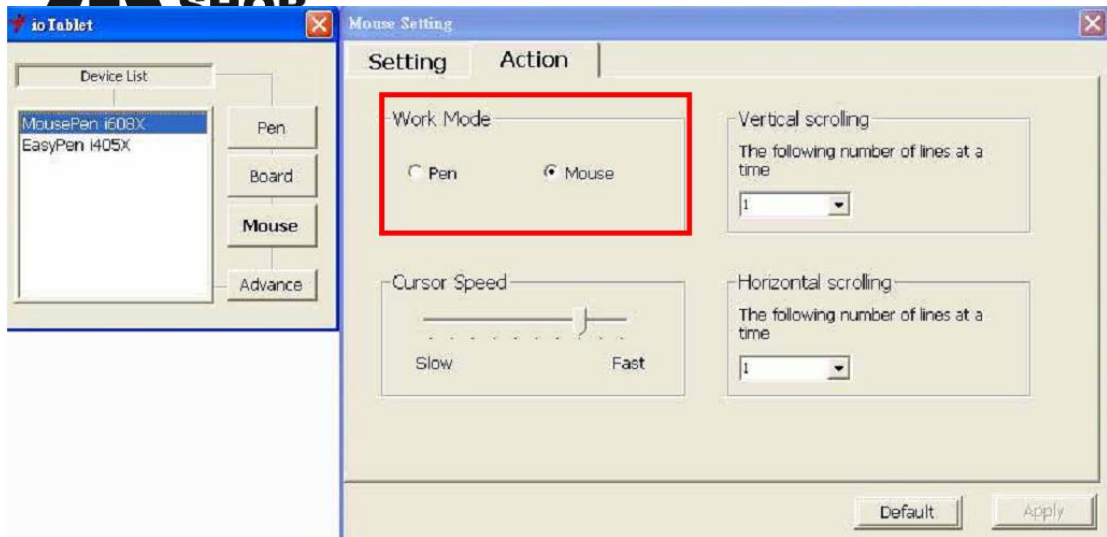 SHOP
ioTablet
Device List
MousePen i608X
EasyPen i405X
Pen
Board
Mouse
Advance
Mouse Setting
Setting
Action
Work Mode
Pen
Mouse
Vertical scrolling
The following number of lines at a
time
1
Cursor Speed
Slow
Fast
Horizontal scrolling
The following number of lines at a
time
1
Default
Apply